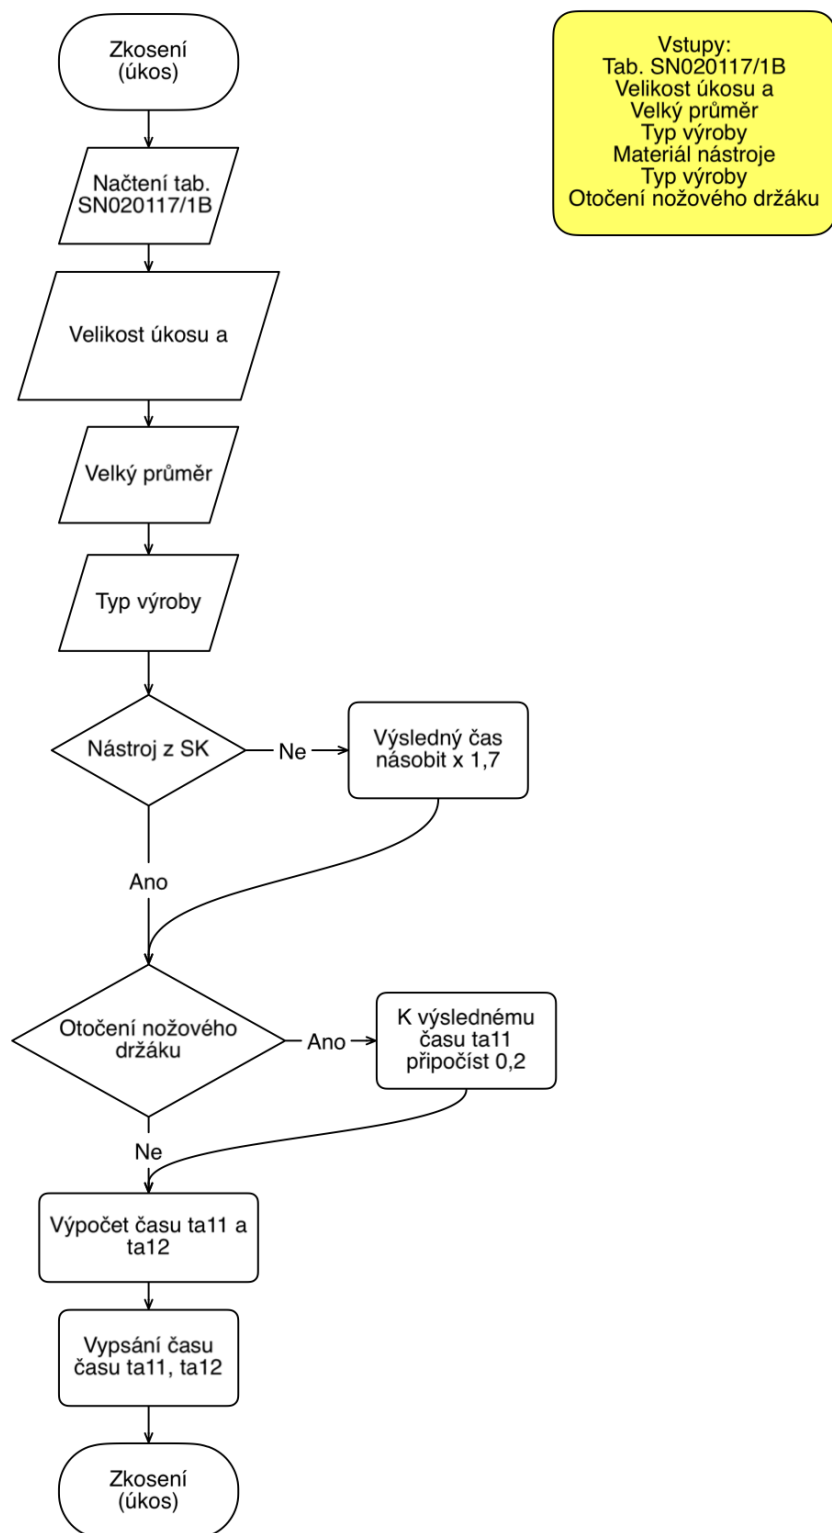 Zkosení
(úkos)
Vstupy:
Tab. SN020117/1B
Velikost úkosu a
Velký průměr
Typ výroby
Materiál nástroje
Typ výroby
Otočení nožového držáku
Načtení tab.
SN020117/1B
Velikost úkosu a
Velký průměr
Typ výroby
Nástroj z SK
Ne
Výsledný čas
násobit x 1,7
Ano
Otočení nožového
držáku
Ano
K výslednému
času ta11
připočíst 0,2
Ne
Výpočet času ta11 a
ta12
Vypsání času
času ta11, ta12
Zkosení
(úkos)